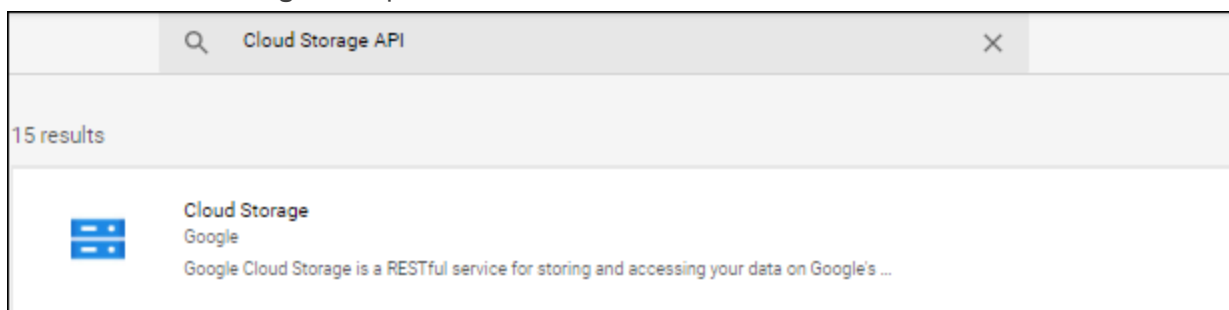 Cloud Storage API
15 results
Cloud Storage
Google
Google Cloud Storage is a RESTful service for storing and accessing your data on Google's ...